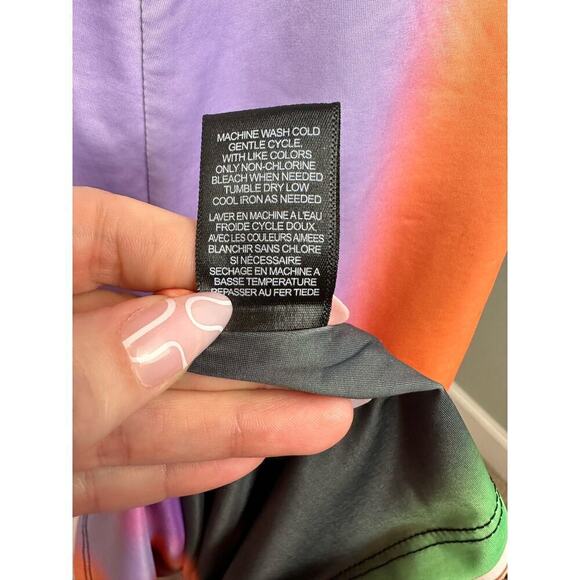 MACHINE WASH COLD
GENTLE CYCLE,
WITH LIKE COLORS
ONLY NON-CHLORINE
BLEACH WHEN NEEDED
TUMBLE DRY LOW
COOL IRON AS NEEDED
LAVER EN MACHINE A L'EAU
FROIDE CYCLE DOUX,
AVEC LES COULEURS AIMEES
BLANCHIR SANS CHLORE
SI NÉCESSAIRE
SECHAGE EN MACHINE A
BASSE TEMPERATURE
REPASSER AU FER TIEDE